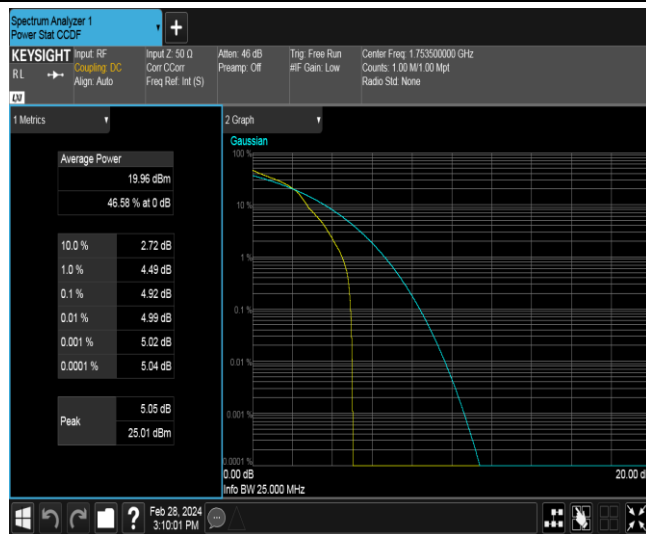 Spectrum Analyzer 1
Power Stat CCDF
KEYSIGHT
RL
LXI
Input: RF
Coupling: DC
Align: Auto
Input Z: 50 Ω
Corr CCorr
Freq Ref: Int (S)
Atten: 46 dB
Preamp: Off
Trig: Free Run
#IF Gain: Low
Center Freq: 1.753500000 GHz
Counts: 1.00 M/1.00 Mpt
Radio Std: None
1 Metrics
Average Power
19.96 dBm
46.58 % at 0 dB
10.0 % 2.72 dB
1.0 % 4.49 dB
0.1 % 4.92 dB
0.01 % 4.99 dB
0.001 % 5.02 dB
0.0001 % 5.04 dB
Peak
5.05 dB
25.01 dBm
2 Graph
Gaussian
100 %
10 %
1 %
0.1 %
0.01 %
0.001 %
0.0001 %
0.00 dB
20.00 d
Info BW 25.000 MHz
?
Feb 28, 2024
3:10:01 PM